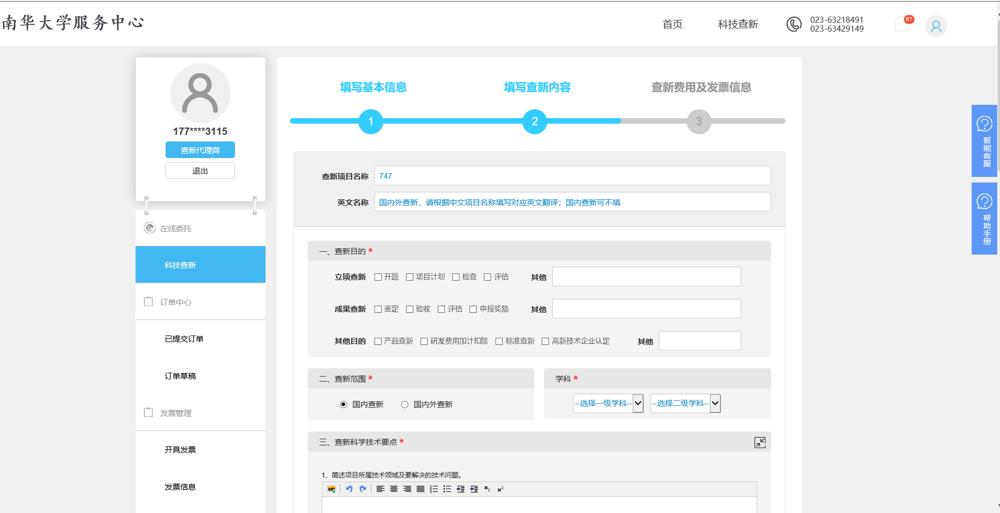 南华大学服务中心
首页
科技查新
023-63218491
023-63429149
67
177****3115
查新代理商
退出
在线委托
科技查新
订单中心
已提交订单
订单草稿
发票管理
开具发票
发票信息
填写基本信息
填写查新内容
查新费用及发票信息
1
2
3
查新项目名称 747
英文名称 国内外查新，请根据中文项目名称填写对应英文翻译；国内查新可不填
一、查新目的 *
立项查新 开题 项目计划 检查 评估 其他
成果查新 鉴定 验收 评估 申报奖励 其他
其他目的 产品查新 研发费用加计扣除 标准查新 高新技术企业认定 其他
二、查新范围 *
国内查新 国内外查新
学科 *
--选择一级学科-- --选择二级学科--
三、查新科学技术要点 *
1、简述项目所属技术领域及要解决的技术问题。
智能客服
帮助手册